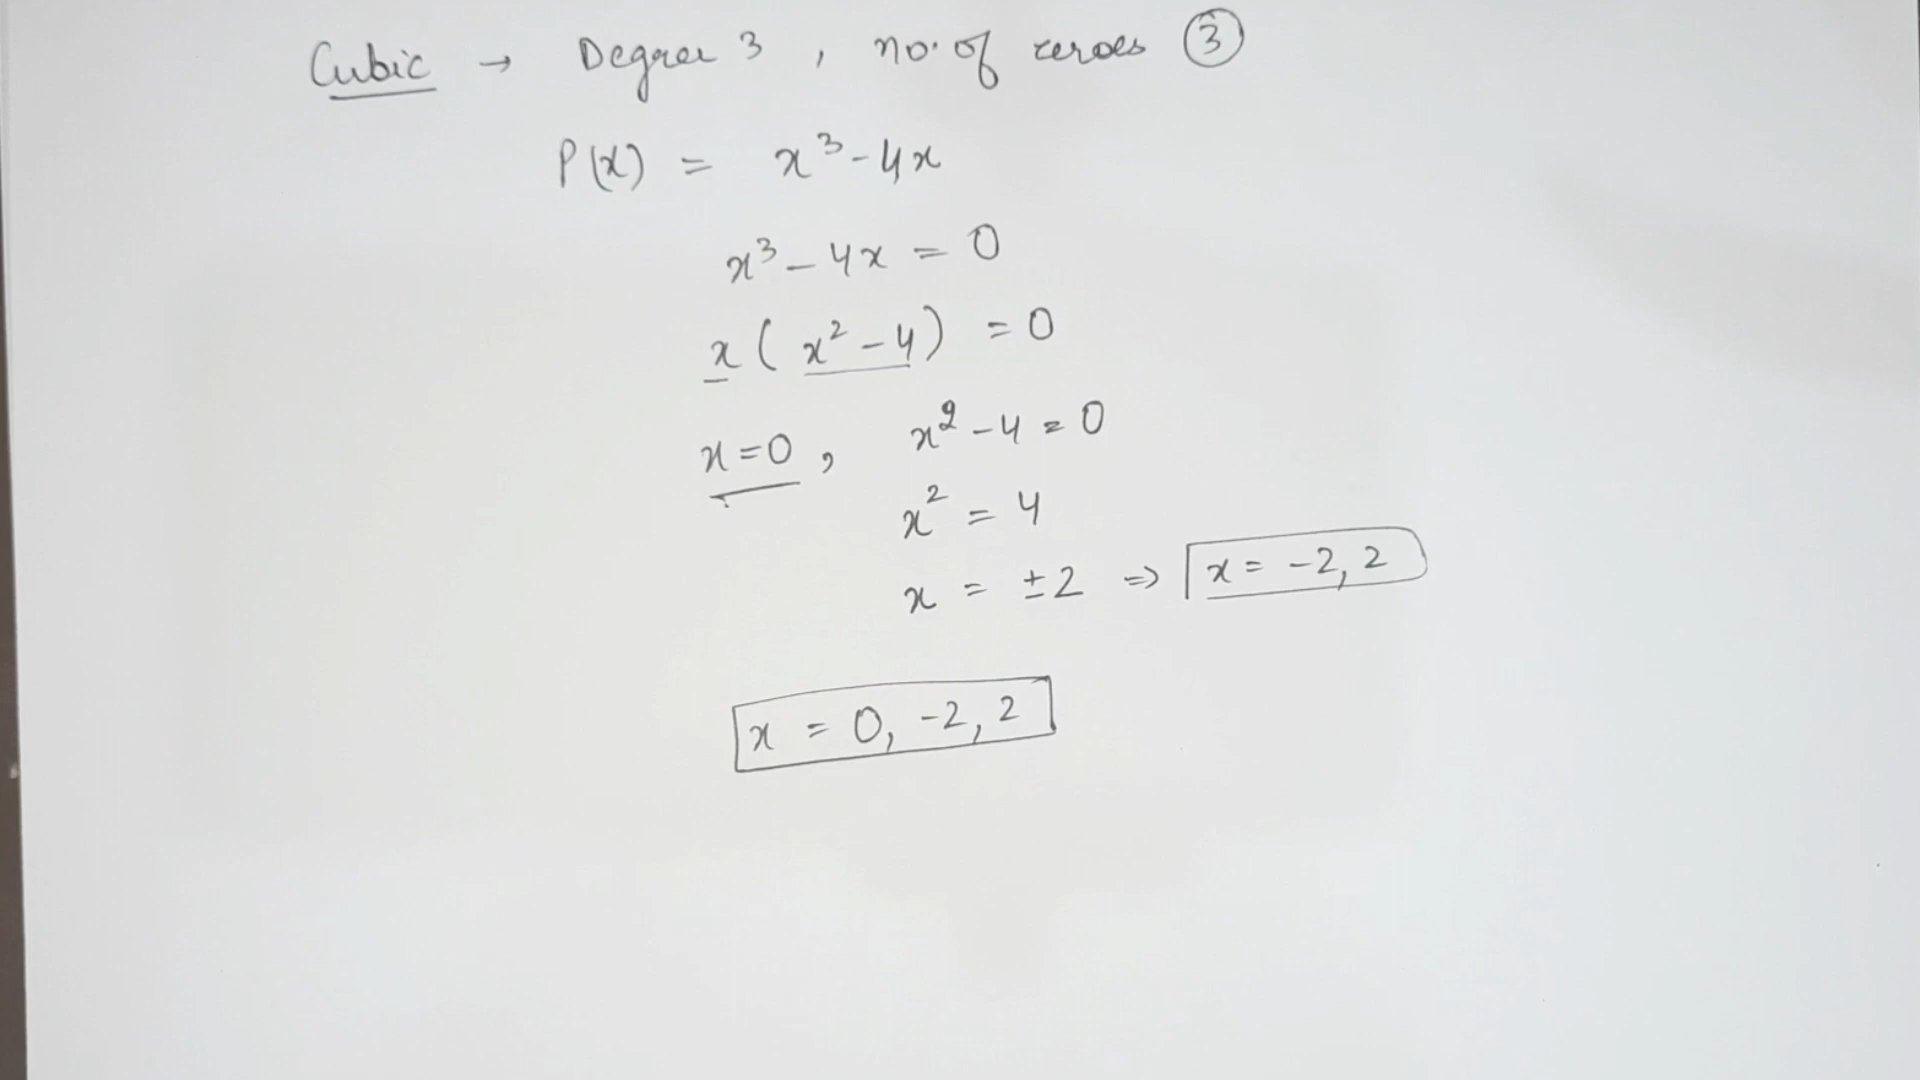 Cubic → Degree 3 , no. of zeroes ③
P(x) = x³ - 4x
x³ - 4x = 0
x ( x² - 4 ) = 0
x = 0 , x² - 4 = 0
x² = 4
x = ±2 ⇒ x = -2, 2
x = 0, -2, 2